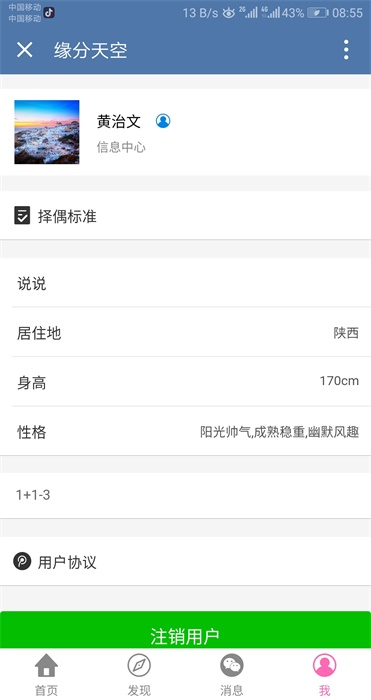 中国移动
中国移动
13 B/s 2G 4G 43% 08:55
缘分天空
黄治文
信息中心
择偶标准
说说
居住地 陕西
身高 170cm
性格 阳光帅气,成熟稳重,幽默风趣
1+1-3
用户协议
注销用户
首页 发现 消息 我